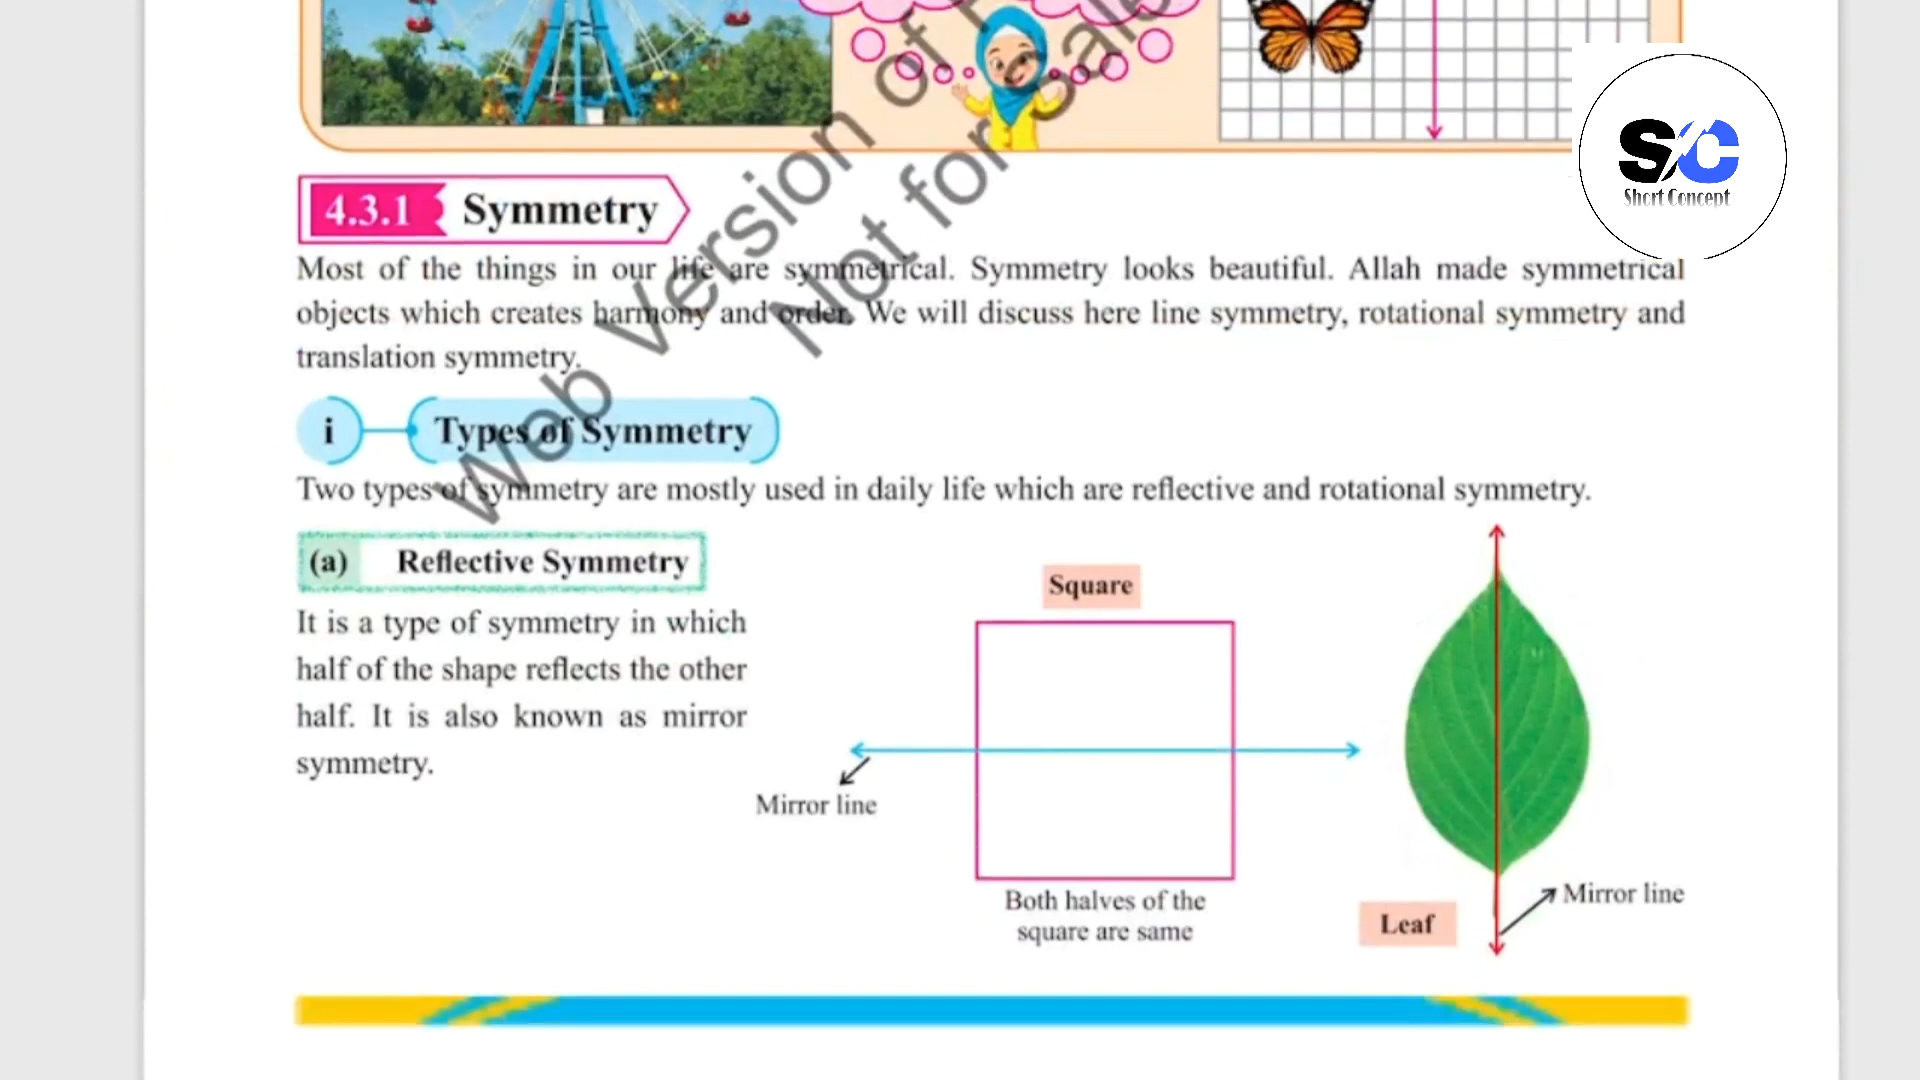 Web Version of
Not for Sale
S/C
Short Concept
4.3.1 Symmetry
Most of the things in our life are symmetrical. Symmetry looks beautiful. Allah made symmetrical
objects which creates harmony and order. We will discuss here line symmetry, rotational symmetry and
translation symmetry.
i Types of Symmetry
Two types of symmetry are mostly used in daily life which are reflective and rotational symmetry.
(a) Reflective Symmetry
It is a type of symmetry in which
half of the shape reflects the other
half. It is also known as mirror
symmetry.
Square
Mirror line
Both halves of the
square are same
Leaf
Mirror line